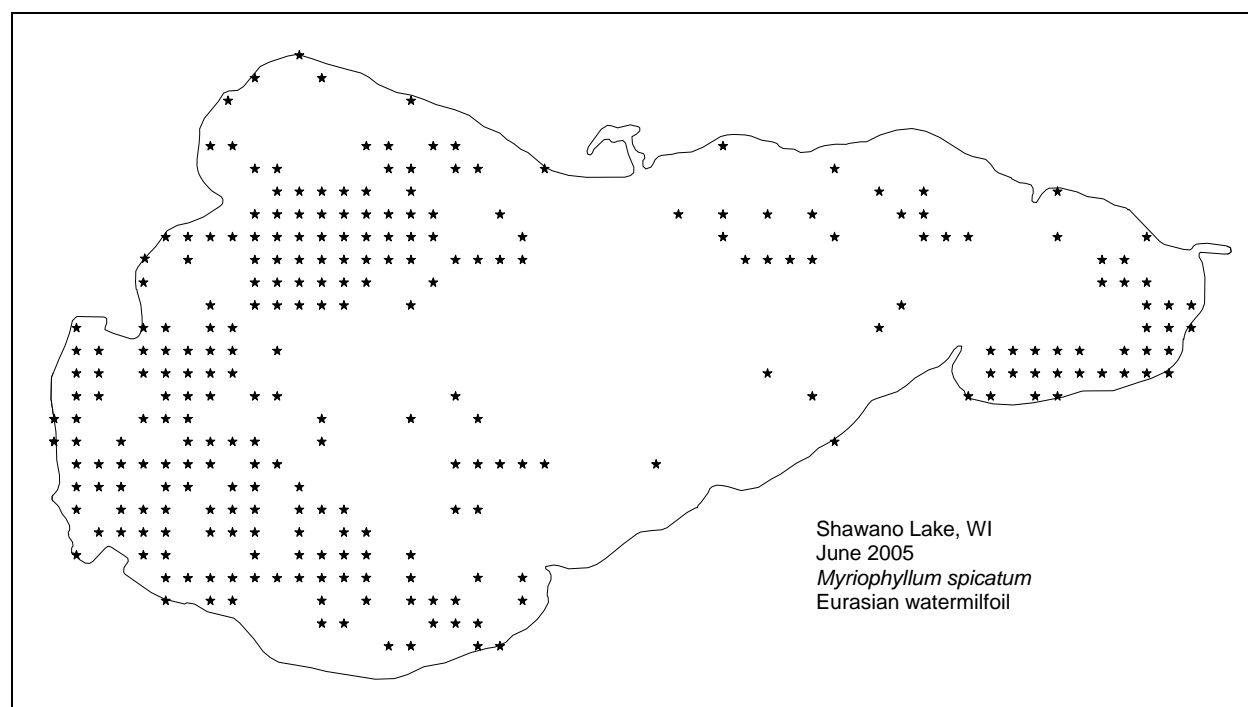 Shawano Lake, WI
June 2005
Myriophyllum spicatum
Eurasian watermilfoil